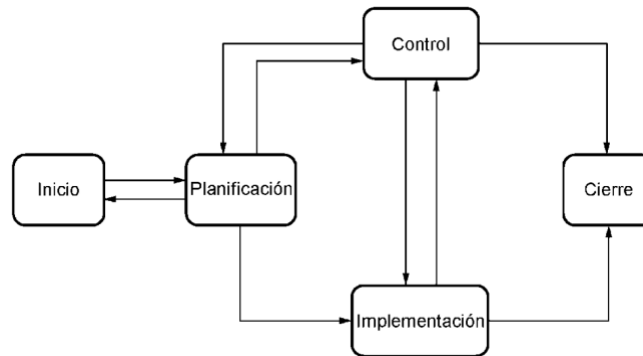 Control
Inicio
Planificación
Cierre
Implementación